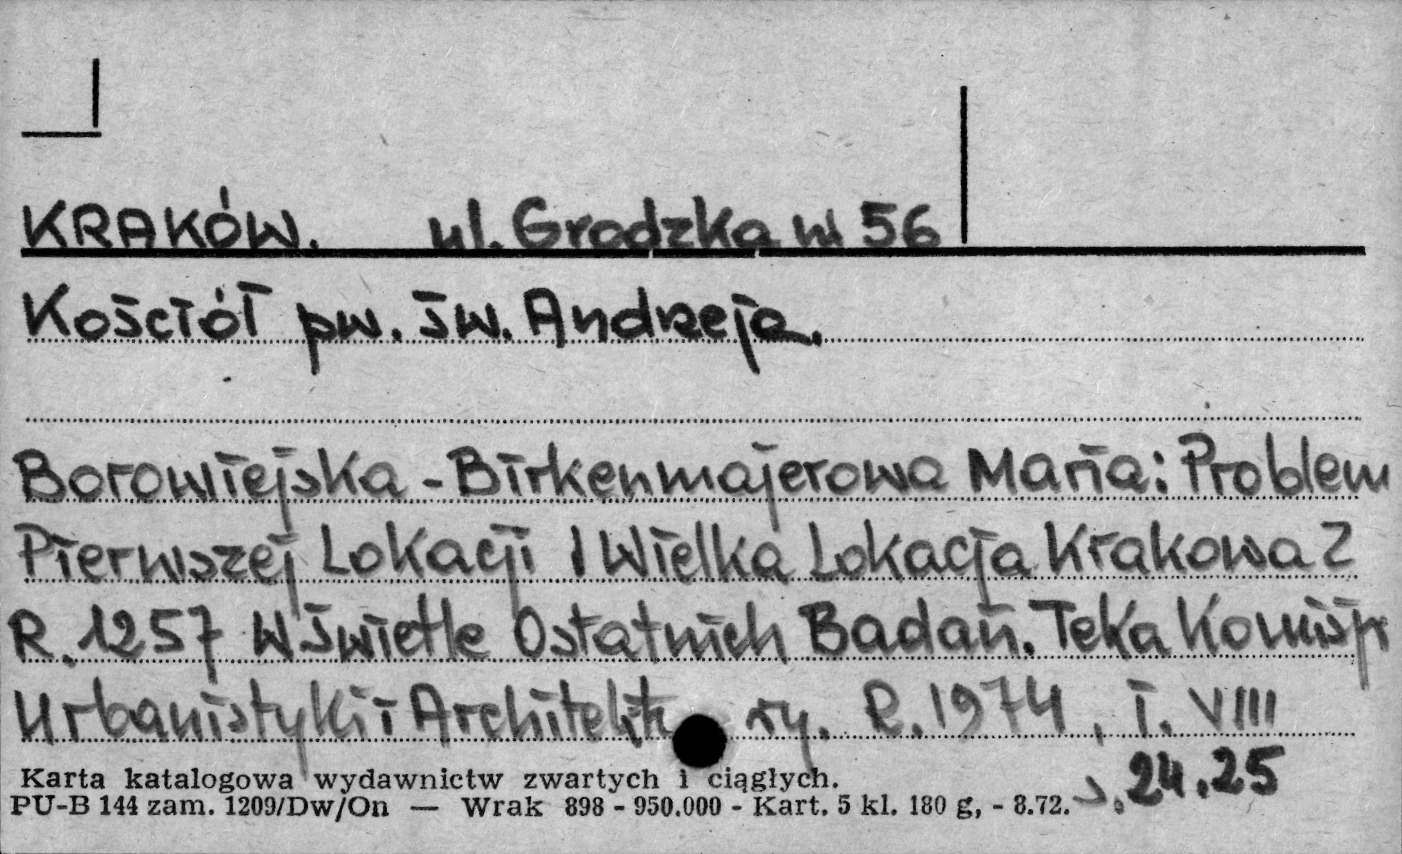 KRAKÓW. ul. Grodzka nr 56
Kościół pw. św. Andrzeja.
Borowiejska-Birkenmajerowa Maria: Problem
Pierwszej Lokacji I Wielka Lokacja Krakowa Z
R. 1257 W Świetle Ostatnich Badań. Teka Komisji
Urbanistyki i Architektury. R. 1974, T. VIII
s. 24.25
Karta katalogowa wydawnictw zwartych i ciągłych.
PU-B 144 zam. 1209/Dw/On — Wrak 898 - 950.000 - Kart. 5 kl. 180 g, - 8.72.